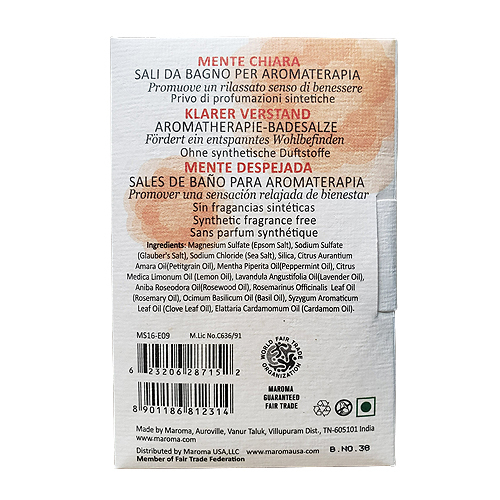 MENTE CHIARA
SALI DA BAGNO PER AROMATERAPIA
Promuove un rilassato senso di benessere
Privo di profumazioni sintetiche
KLARER VERSTAND
AROMATHERAPIE-BADESALZE
Fördert ein entspanntes Wohlbefinden
Ohne synthetische Duftstoffe
MENTE DESPEJADA
SALES DE BAÑO PARA AROMATERAPIA
Promover una sensación relajada de bienestar
Sin fragancias sintéticas
Synthetic fragrance free
Sans parfum synthétique
Ingredients: Magnesium Sulfate (Epsom Salt), Sodium Sulfate
(Glauber's Salt), Sodium Chloride (Sea Salt), Silica, Citrus Aurantium
Amara Oil(Petitgrain Oil), Mentha Piperita Oil(Peppermint Oil), Citrus
Medica Limonum Oil (Lemon Oil), Lavandula Angustifolia Oil(Lavender Oil),
Aniba Roseodora Oil(Rosewood Oil), Rosemarinus Officinalis Leaf Oil
(Rosemary Oil), Ocimum Basilicum Oil (Basil Oil), Syzygum Aromaticum
Leaf Oil (Clove Leaf Oil), Elattaria Cardamomum Oil (Cardamom Oil)·
MS16-E09
M.Lic No.C636/91
6 23206 28715 2
8 901186 812314
WORLD FAIR TRADE ORGANIZATION
MAROMA
GUARANTEED
FAIR TRADE
Made by Maroma, Auroville, Vanur Taluk, Villupuram Dist., TN-605101 India
www.maroma.com
Distributed by Maroma USA,LLC www.maromausa.com
B.NO.36
Member of Fair Trade Federation